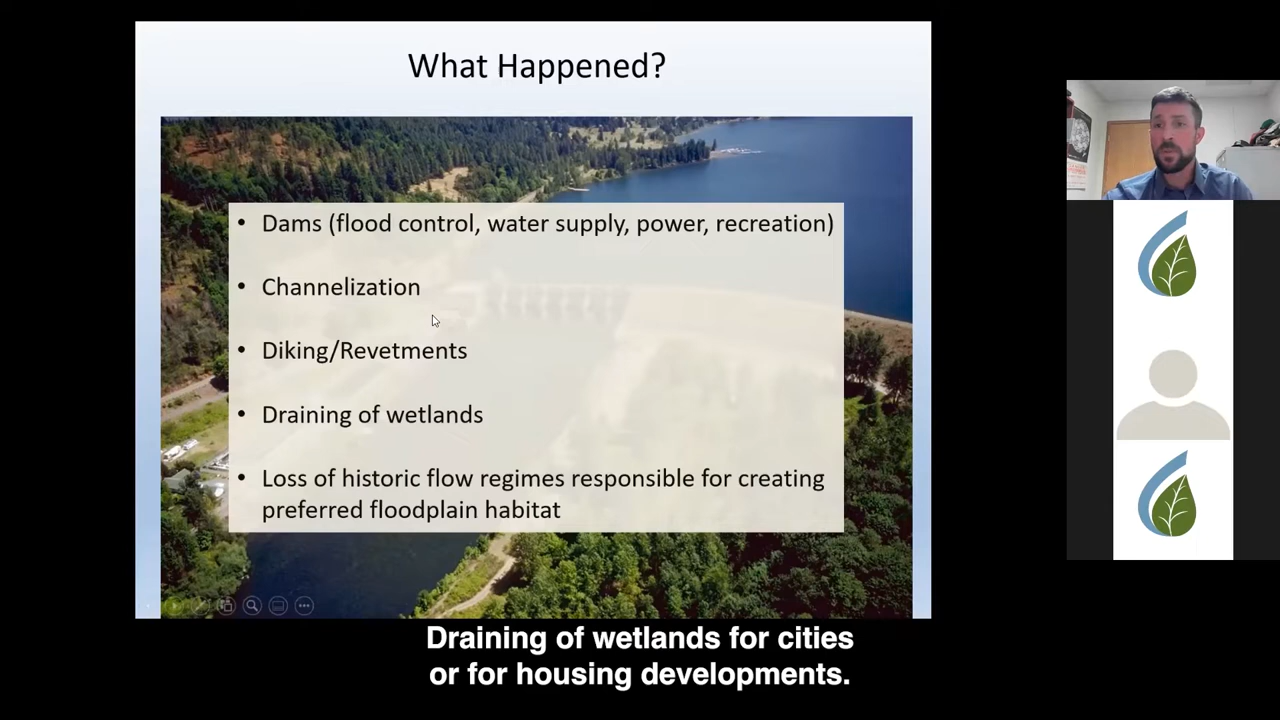 What Happened?
• Dams (flood control, water supply, power, recreation)
• Channelization
• Diking/Revetments
• Draining of wetlands
• Loss of historic flow regimes responsible for creating
preferred floodplain habitat
Draining of wetlands for cities
or for housing developments.